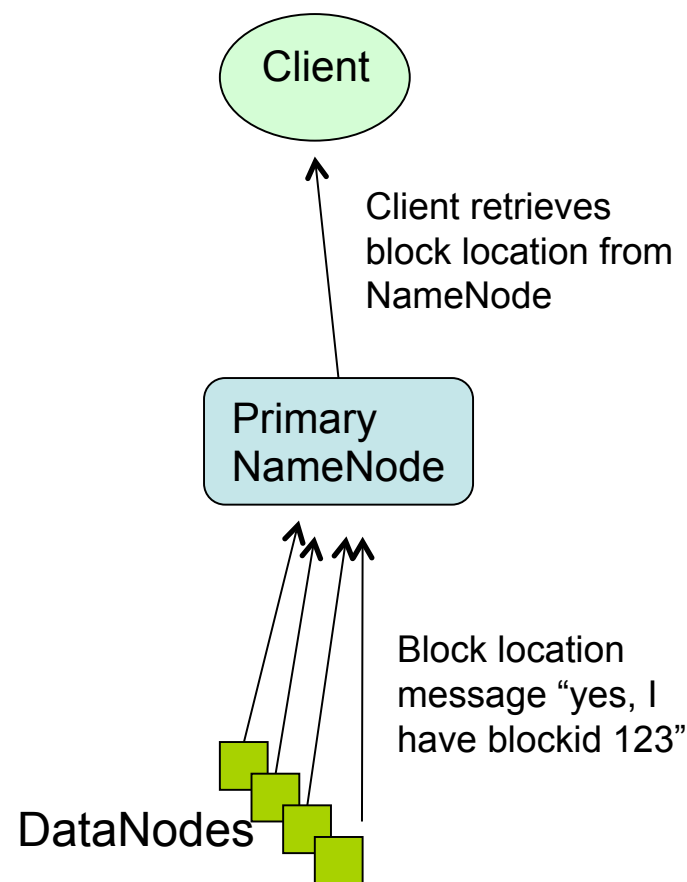 Client
Client retrieves
block location from
NameNode
Primary
NameNode
Block location
message “yes, I
have blockid 123”
DataNodes